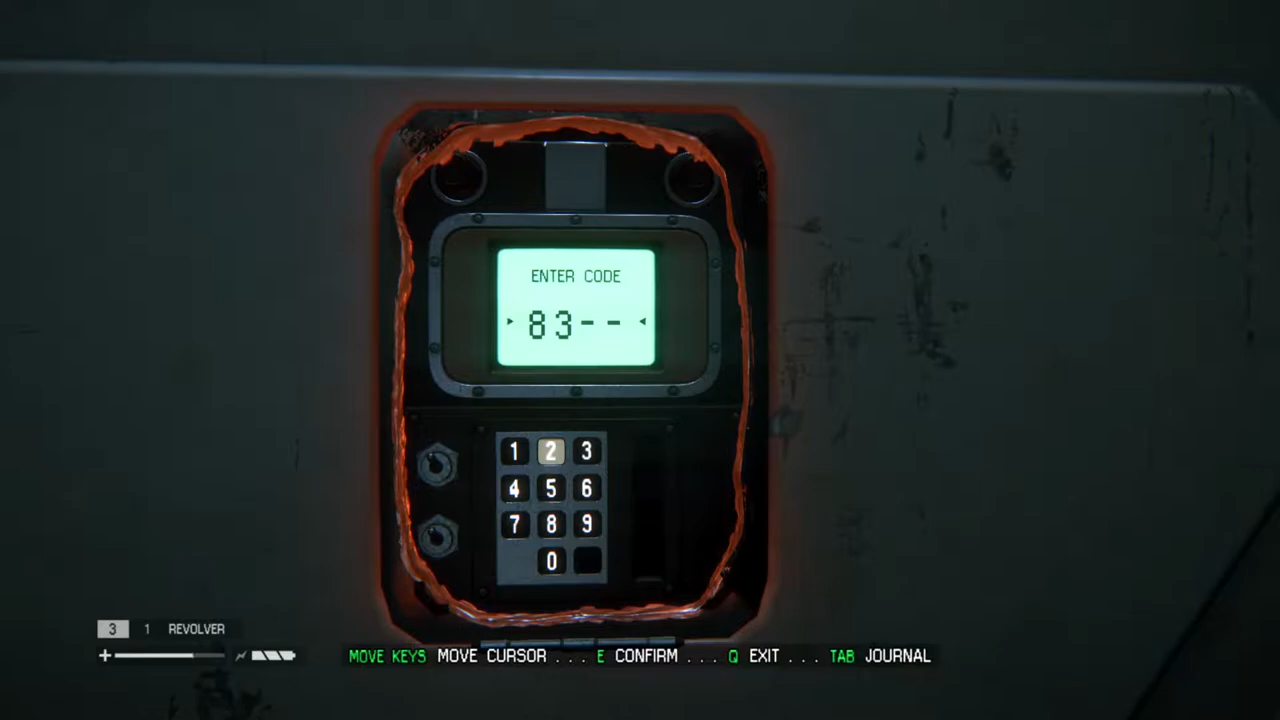 ENTER CODE
83--
1 2 3
4 5 6
7 8 9
0
3 1 REVOLVER
MOVE KEYS MOVE CURSOR . . . E CONFIRM . . . Q EXIT . . . TAB JOURNAL